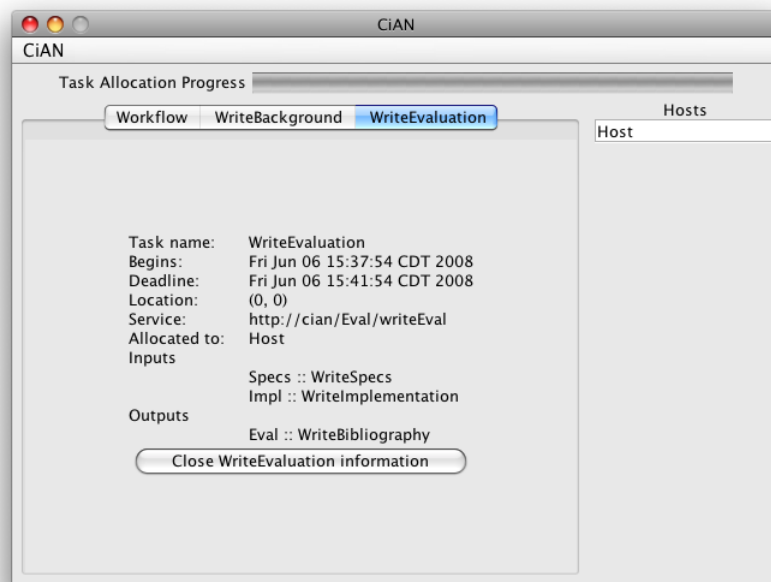 CiAN
CiAN
Task Allocation Progress
Workflow WriteBackground WriteEvaluation
Hosts
Host
Task name: WriteEvaluation
Begins: Fri Jun 06 15:37:54 CDT 2008
Deadline: Fri Jun 06 15:41:54 CDT 2008
Location: (0, 0)
Service: http://cian/Eval/writeEval
Allocated to: Host
Inputs
Specs :: WriteSpecs
Impl :: WriteImplementation
Outputs
Eval :: WriteBibliography
Close WriteEvaluation information